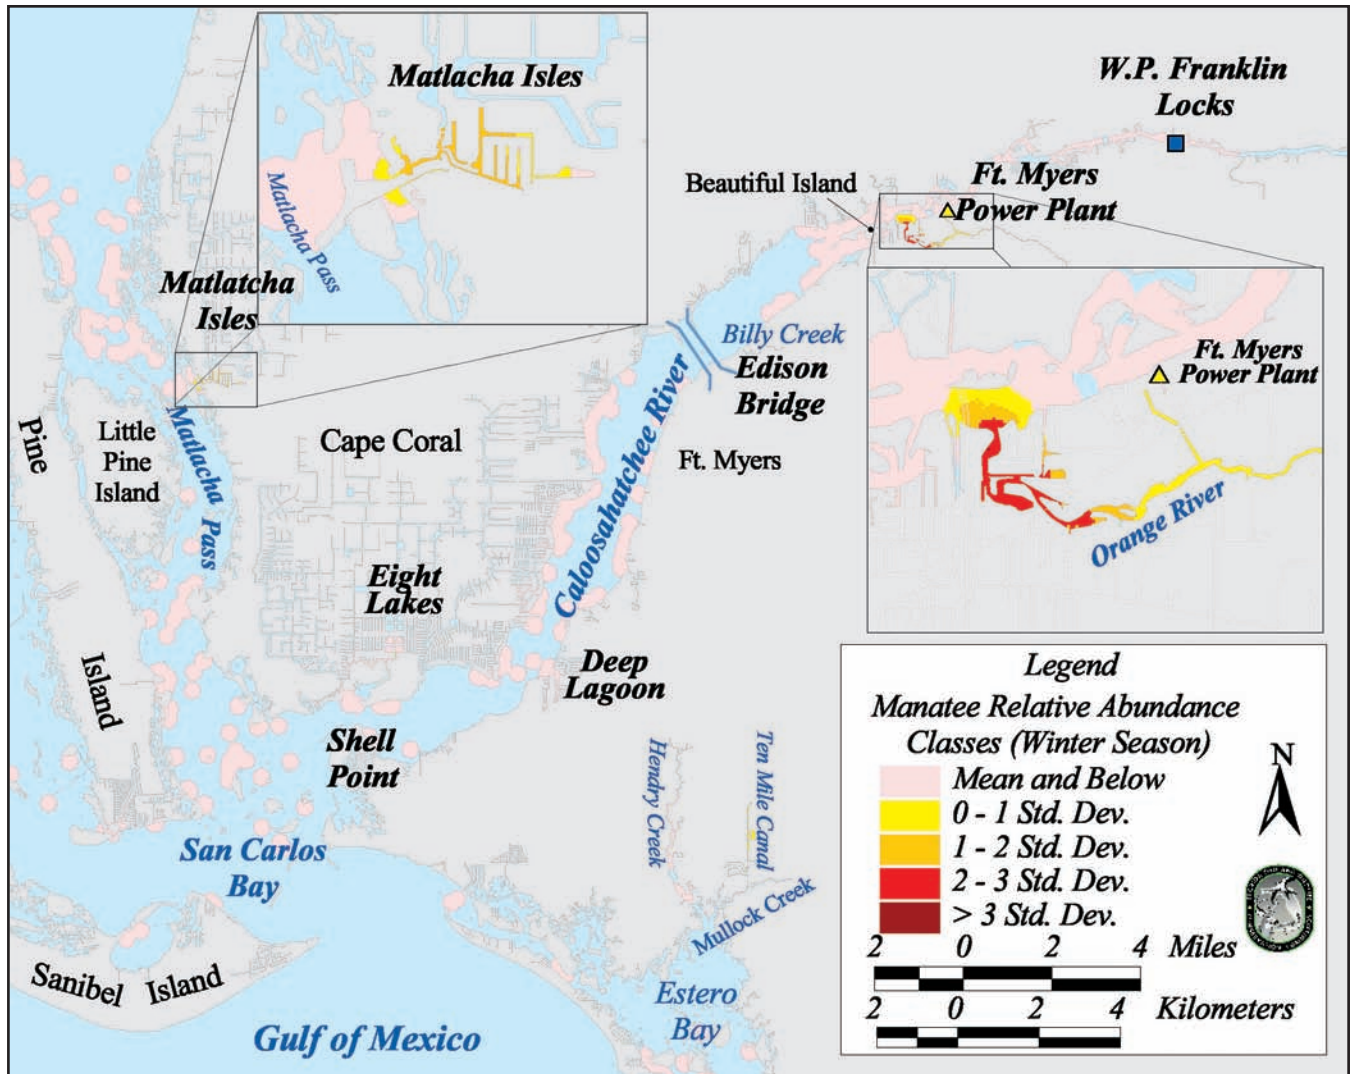 Matlacha Isles
W.P. Franklin
Locks
Matlacha Pass
Beautiful Island
Ft. Myers
Power Plant
Matlatcha
Isles
Billy Creek
Edison
Bridge
Ft. Myers
Power Plant
Pine
Little
Pine
Island
Matlacha Pass
Cape Coral
Ft. Myers
Caloosahatchee River
Orange River
Eight
Lakes
Island
Deep
Lagoon
Shell
Point
Hendry Creek
Ten Mile Canal
San Carlos
Bay
Mullock Creek
Sanibel Island
Estero
Bay
Gulf of Mexico
Legend
Manatee Relative Abundance
Classes (Winter Season)
Mean and Below
0 - 1 Std. Dev.
1 - 2 Std. Dev.
2 - 3 Std. Dev.
> 3 Std. Dev.
N
2 0 2 4 Miles
2 0 2 4 Kilometers